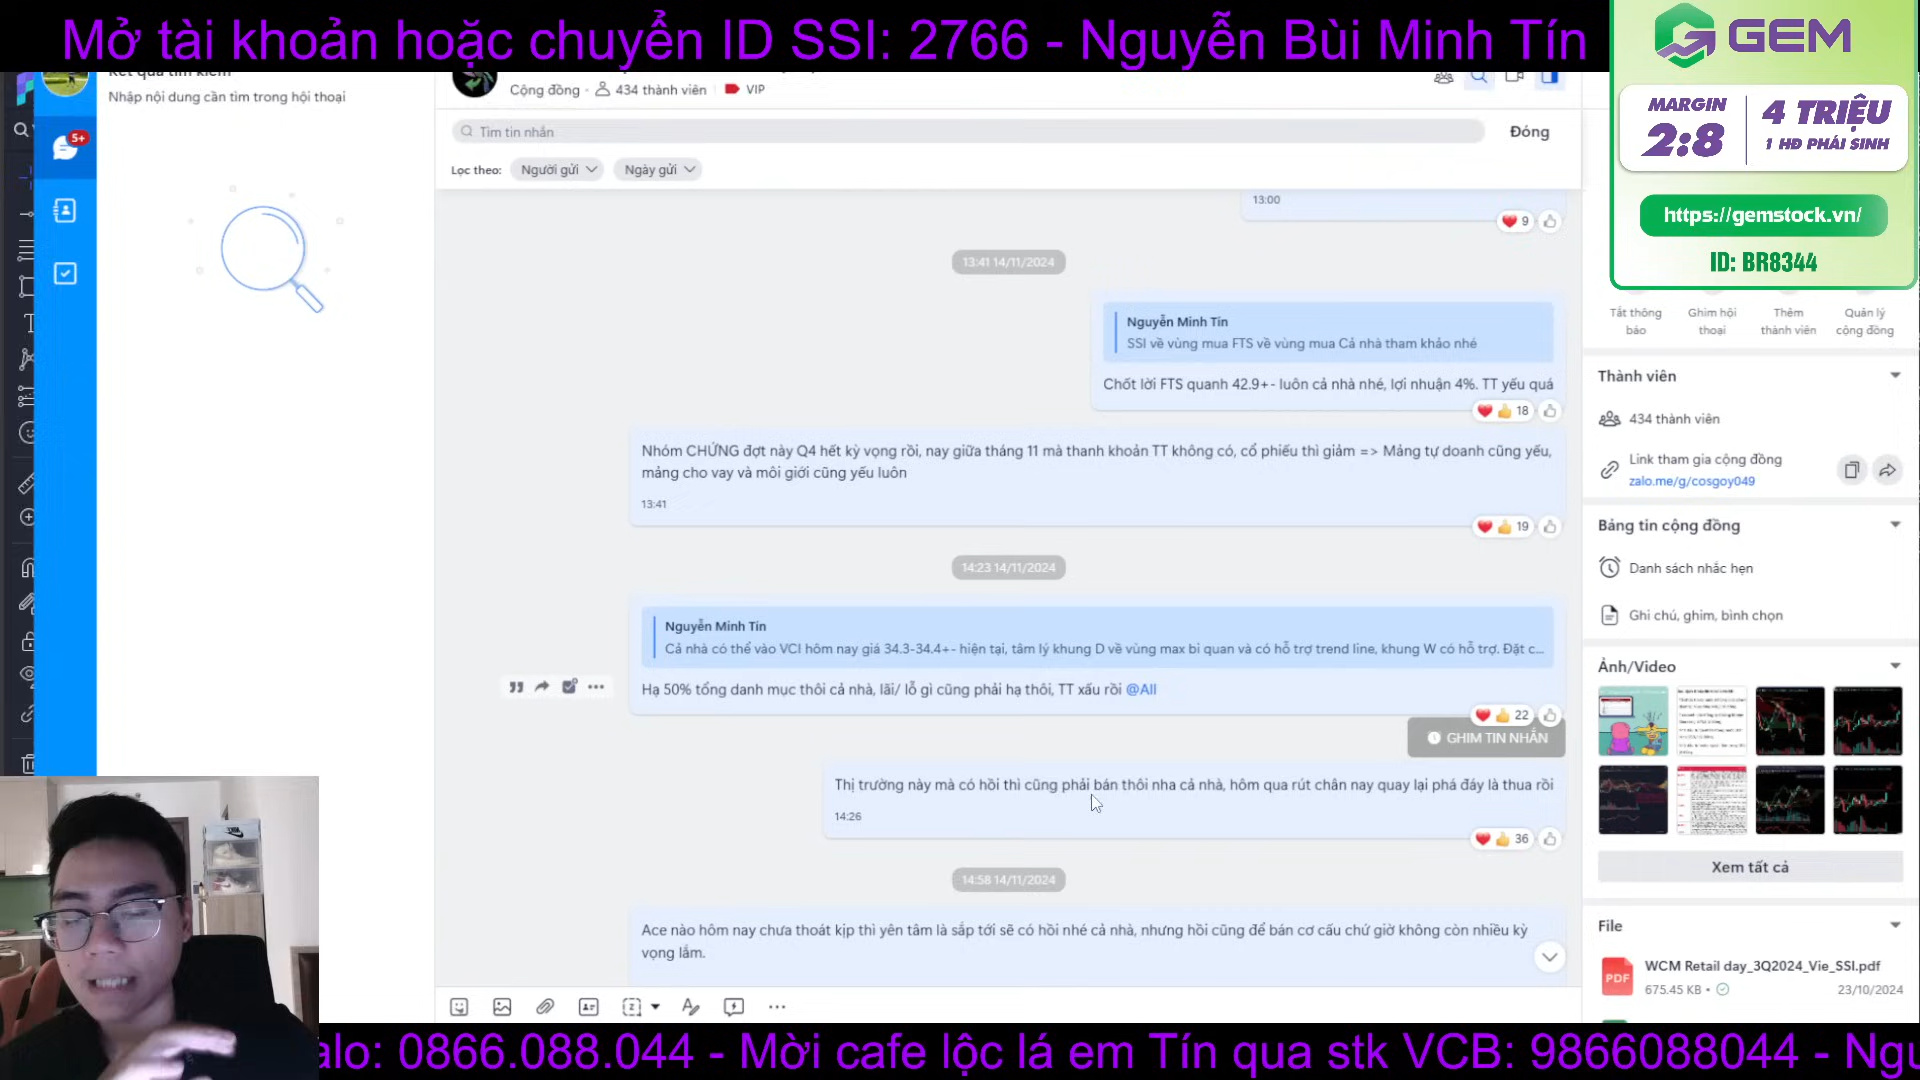 Mở tài khoản hoặc chuyển ID SSI: 2766 - Nguyễn Bùi Minh Tín
GEM
MARGIN
2:8
4 TRIỆU
1 HĐ PHÁI SINH
https://gemstock.vn/
ID: BR8344
Kết quả tìm kiếm
Nhập nội dung cần tìm trong hội thoại
5+
Cộng đồng · 434 thành viên VIP
Tìm tin nhắn
Đóng
Lọc theo: Người gửi Ngày gửi
13:00
9
13:41 14/11/2024
Nguyễn Minh Tín
SSI về vùng mua FTS về vùng mua Cả nhà tham khảo nhé
Chốt lời FTS quanh 42.9+- luôn cả nhà nhé, lợi nhuận 4%. TT yếu quá
18
Nhóm CHỨNG đợt này Q4 hết kỳ vọng rồi, nay giữa tháng 11 mà thanh khoản TT không có, cổ phiếu thì giảm => Mảng tự doanh cũng yếu,
mảng cho vay và môi giới cũng yếu luôn
13:41
19
14:23 14/11/2024
Nguyễn Minh Tín
Cả nhà có thể vào VCI hôm nay giá 34.3-34.4+- hiện tại, tâm lý khung D về vùng max bi quan và có hỗ trợ trend line, khung W có hỗ trợ. Đặt c...
Hạ 50% tổng danh mục thôi cả nhà, lãi/ lỗ gì cũng phải hạ thôi, TT xấu rồi @All
22
GHIM TIN NHẮN
Thị trường này mà có hồi thì cũng phải bán thôi nha cả nhà, hôm qua rút chân nay quay lại phá đáy là thua rồi
14:26
36
14:58 14/11/2024
Ace nào hôm nay chưa thoát kịp thì yên tâm là sắp tới sẽ có hồi nhé cả nhà, nhưng hồi cũng để bán cơ cấu chứ giờ không còn nhiều kỳ
vọng lắm.
Tắt thông
báo
Ghim hội
thoại
Thêm
thành viên
Quản lý
cộng đồng
Thành viên
434 thành viên
Link tham gia cộng đồng
zalo.me/g/cosgoy049
Bảng tin cộng đồng
Danh sách nhắc hẹn
Ghi chú, ghim, bình chọn
Ảnh/Video
Xem tất cả
File
PDF
WCM Retail day_3Q2024_Vie_SSI.pdf
675.45 KB
23/10/2024
alo: 0866.088.044 - Mời cafe lộc lá em Tín qua stk VCB: 9866088044 - Ngu